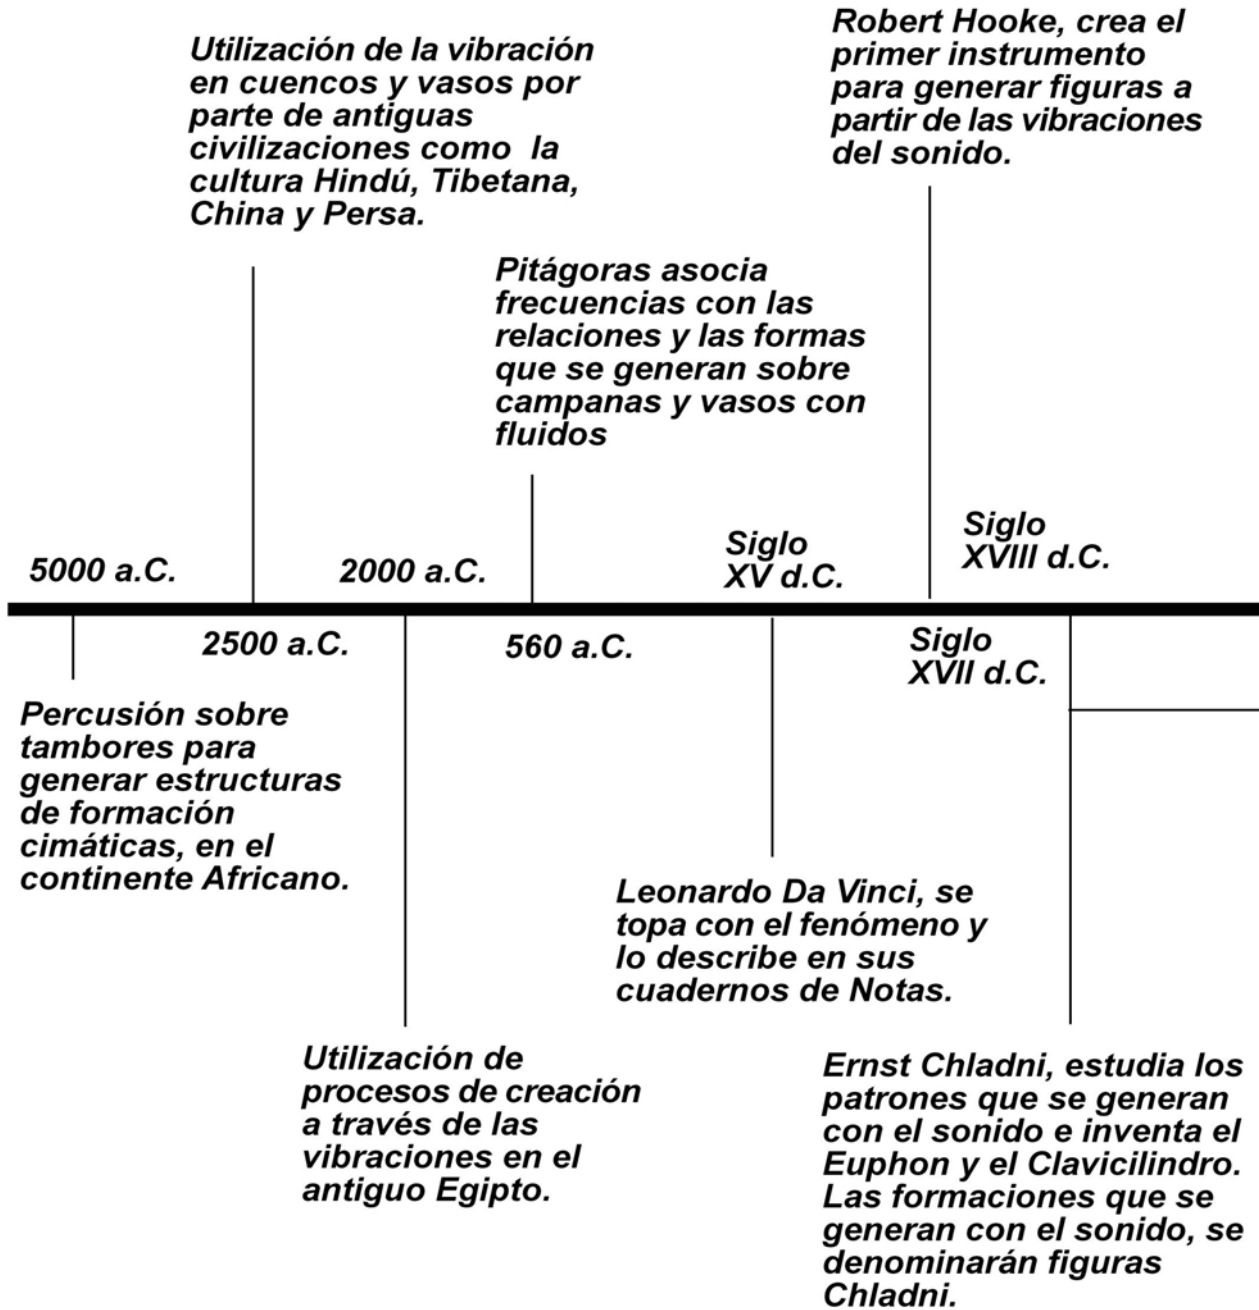 Robert Hooke, crea el
primer instrumento
para generar figuras a
partir de las vibraciones
del sonido.
Utilización de la vibración
en cuencos y vasos por
parte de antiguas
civilizaciones como la
cultura Hindú, Tibetana,
China y Persa.
Pitágoras asocia
frecuencias con las
relaciones y las formas
que se generan sobre
campanas y vasos con
fluidos
5000 a.C.
2000 a.C.
Siglo
XV d.C.
Siglo
XVIII d.C.
2500 a.C.
560 a.C.
Siglo
XVII d.C.
Percusión sobre
tambores para
generar estructuras
de formación
cimáticas, en el
continente Africano.
Leonardo Da Vinci, se
topa con el fenómeno y
lo describe en sus
cuadernos de Notas.
Utilización de
procesos de creación
a través de las
vibraciones en el
antiguo Egipto.
Ernst Chladni, estudia los
patrones que se generan
con el sonido e inventa el
Euphon y el Clavicilindro.
Las formaciones que se
generan con el sonido, se
denominarán figuras
Chladni.